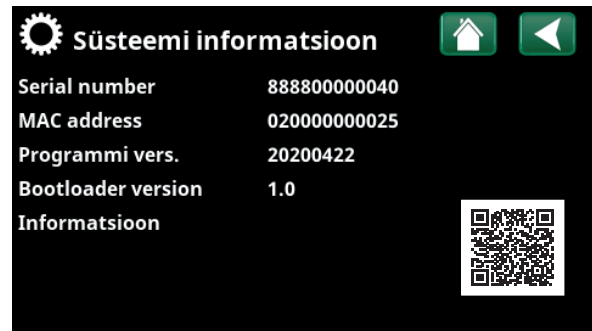 Süsteemi informatsioon
Serial number 888800000040
MAC address 020000000025
Programmi vers. 20200422
Bootloader version 1.0
Informatsioon